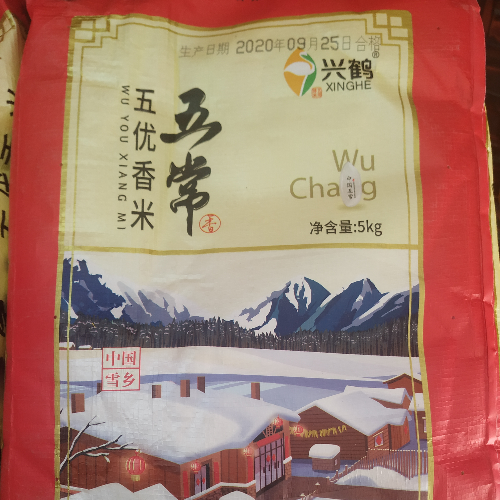 生产日期 2020年09月25日合格
兴鹤®
XINGHE
五优香米
WU YOU XIANG MI
五常
Wu
Chang
净含量:5kg
中国
雪乡